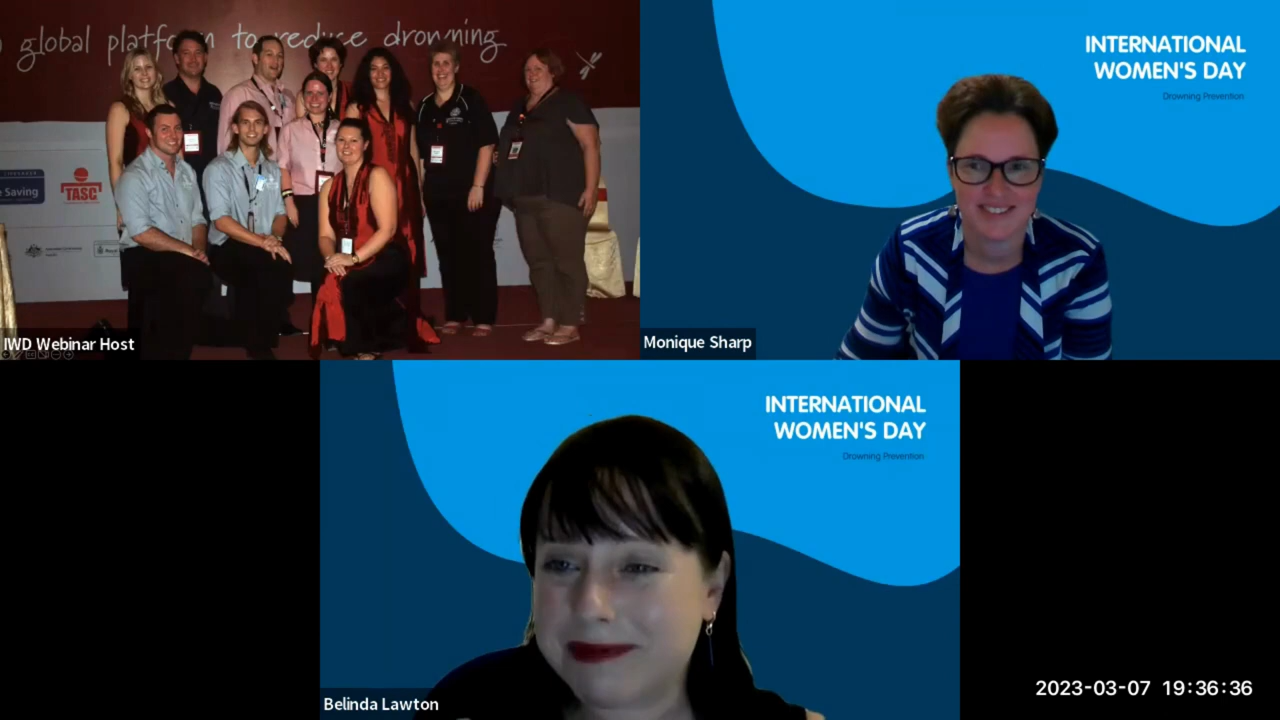 global platform to reduce drowning
e Saving
TASC
IWD Webinar Host
INTERNATIONAL
WOMEN'S DAY
Drowning Prevention
Monique Sharp
INTERNATIONAL
WOMEN'S DAY
Drowning Prevention
Belinda Lawton
2023-03-07 19:36:36